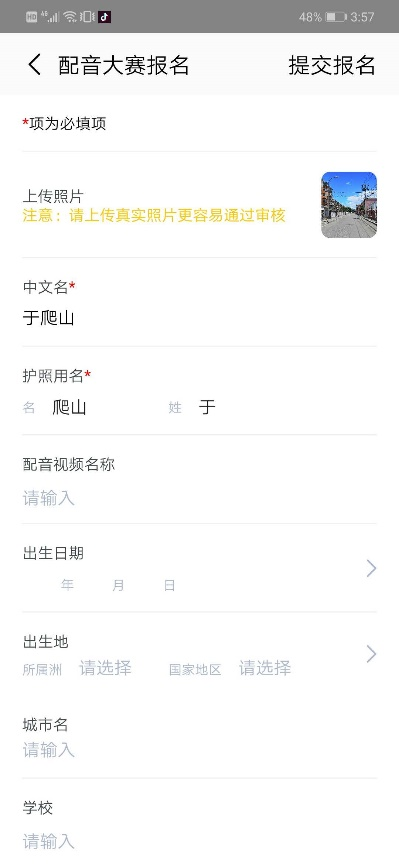 HD 48% 3:57
配音大赛报名 提交报名
*项为必填项
上传照片
注意：请上传真实照片更容易通过审核
中文名*
于爬山
护照用名*
名 爬山 姓 于
配音视频名称
请输入
出生日期
年 月 日
出生地
所属洲 请选择 国家地区 请选择
城市名
请输入
学校
请输入